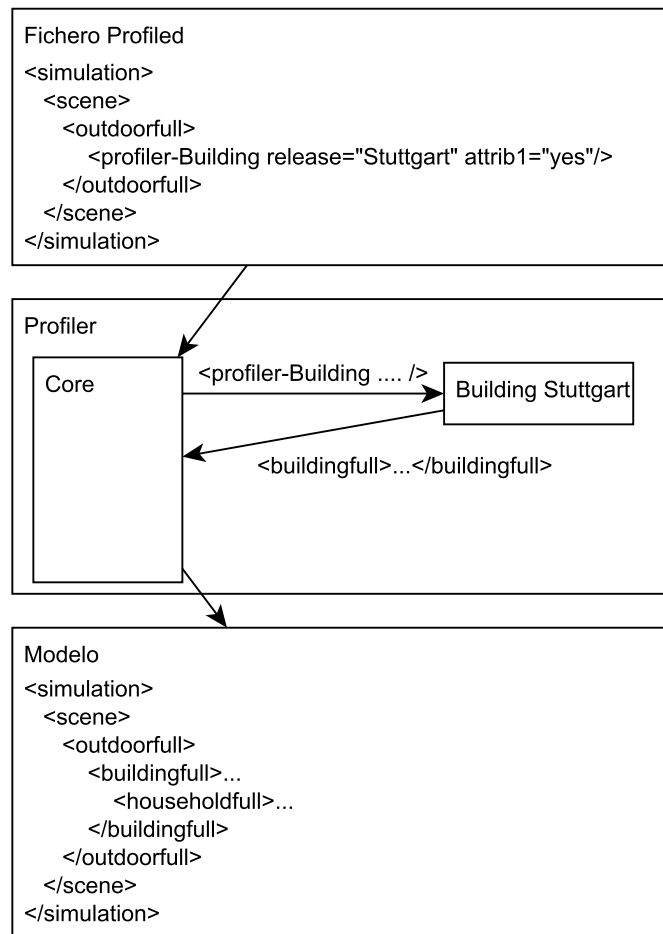 Fichero Profiled
<simulation>
<scene>
<outdoorfull>
<profiler-Building release="Stuttgart" attrib1="yes"/>
</outdoorfull>
</scene>
</simulation>
Profiler
Core
<profiler-Building .... />
Building Stuttgart
<buildingfull>...</buildingfull>
Modelo
<simulation>
<scene>
<outdoorfull>
<buildingfull>...
<householdfull>...
</buildingfull>
</outdoorfull>
</scene>
</simulation>